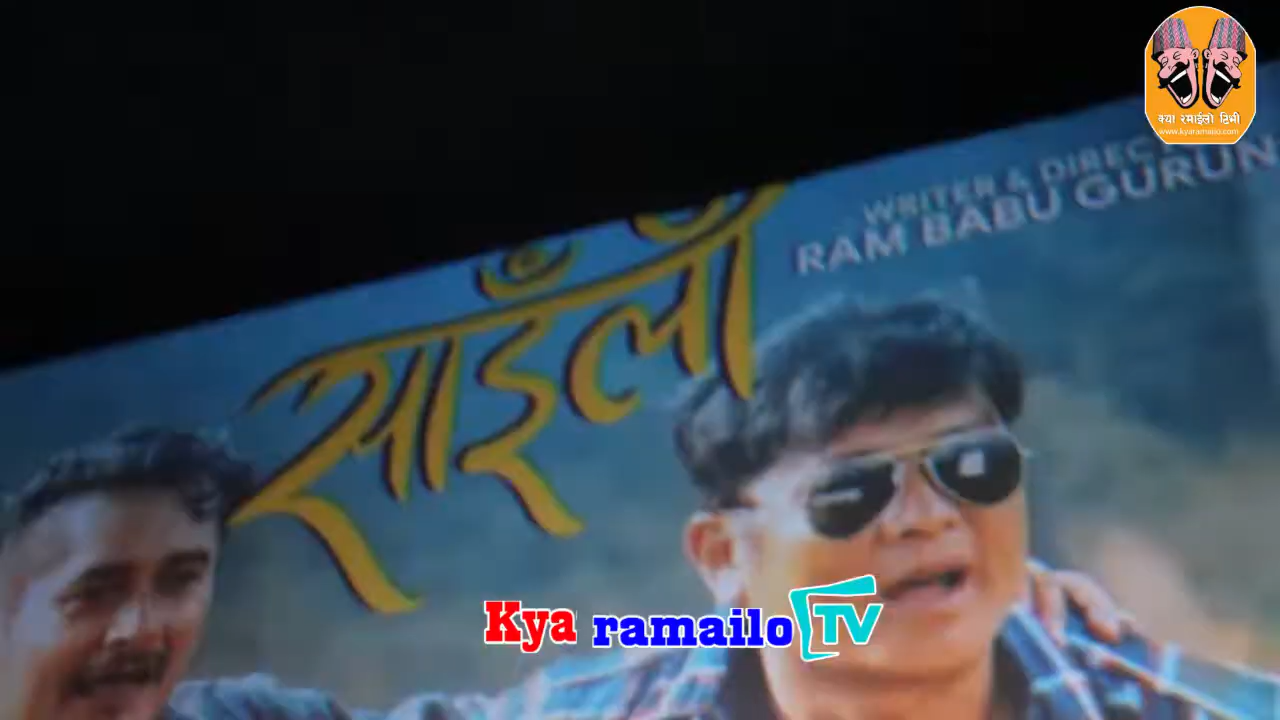 क्या रमाईलो टिभी
www.kyaramailo.com
WRITER & DIREC
RAM BABU GURUN
साइँलो
Kya ramailo TV